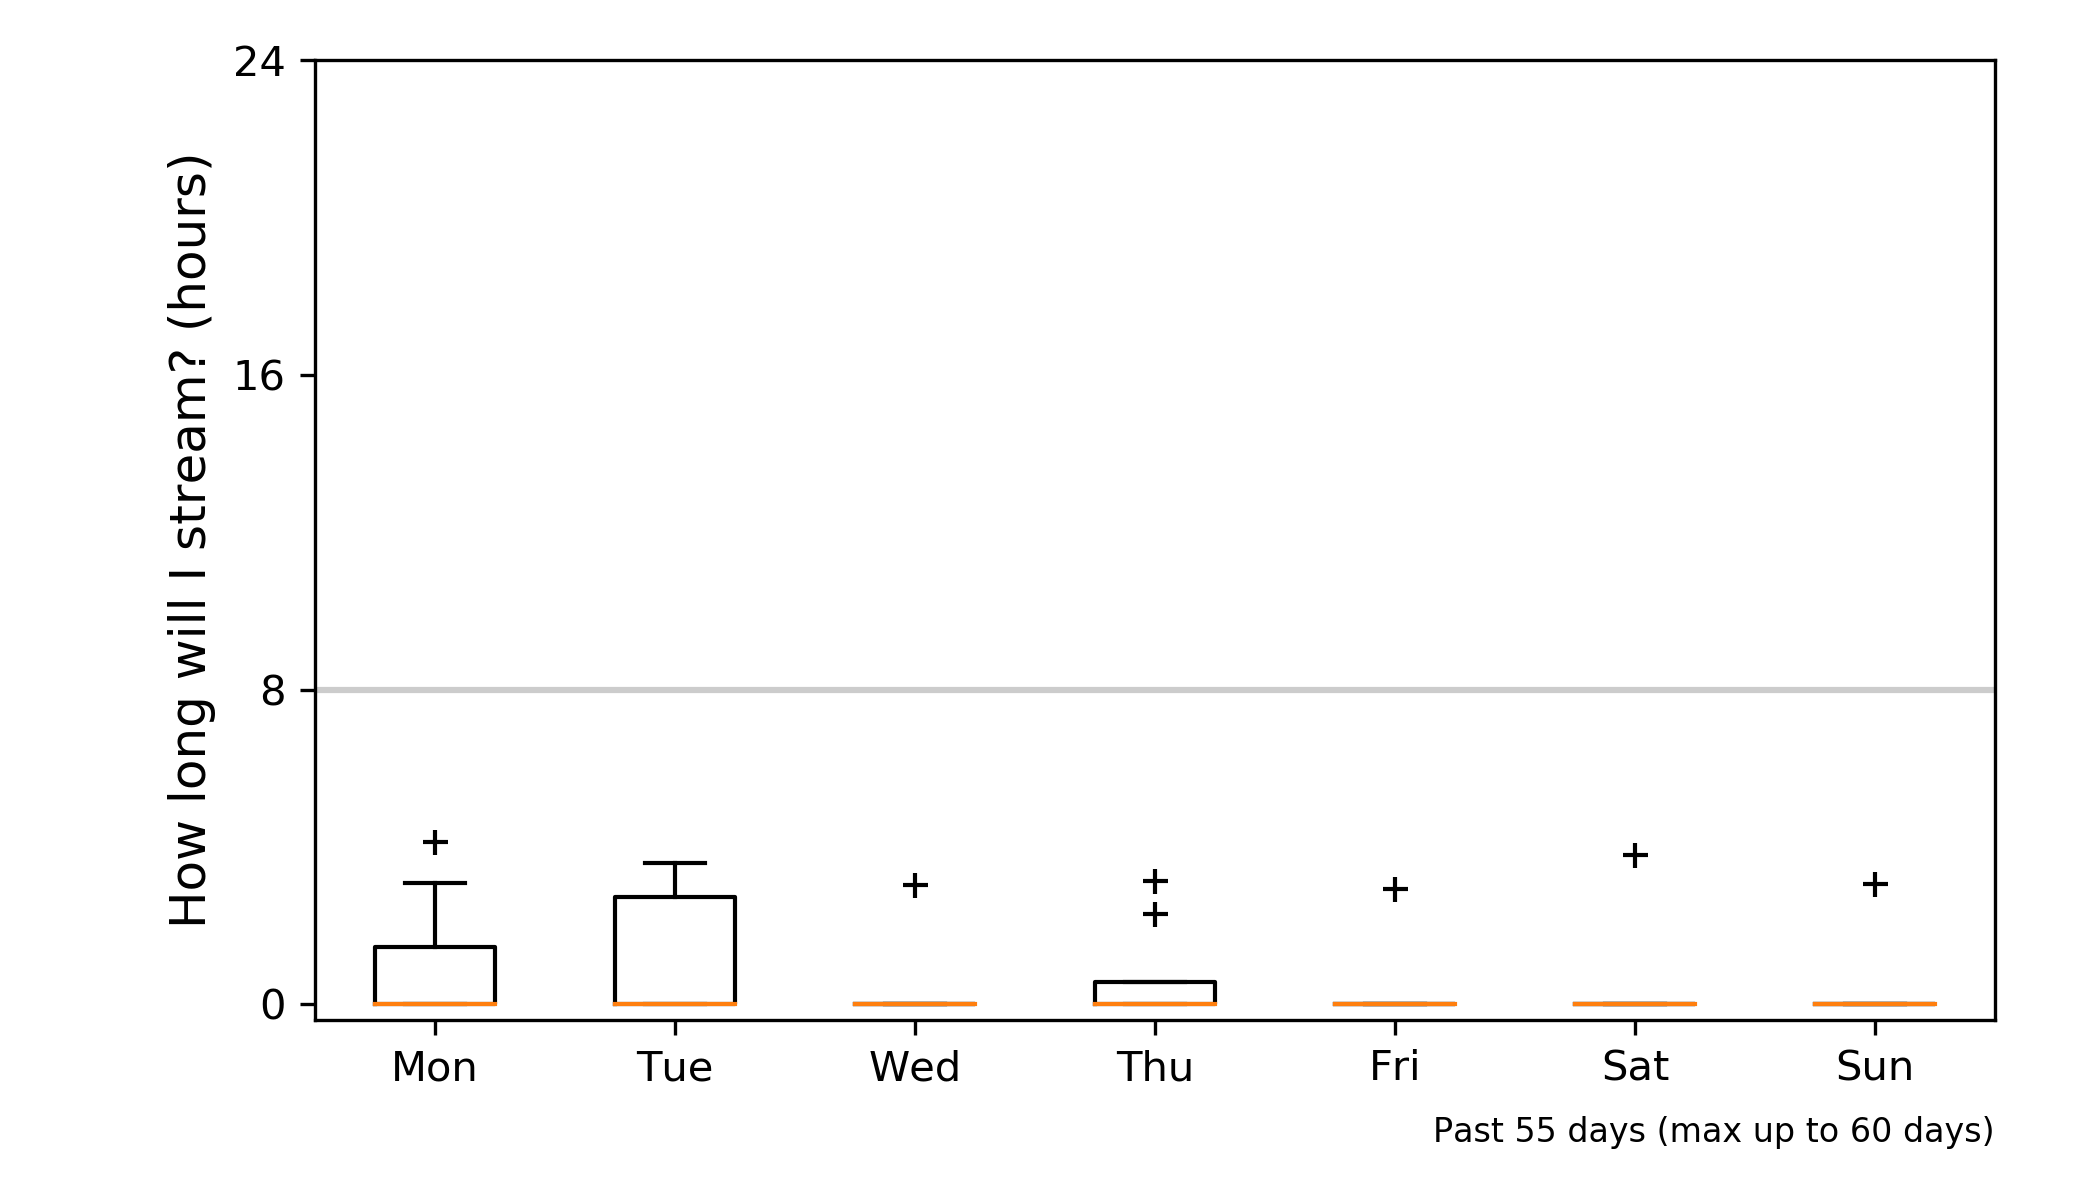 How long will I stream? (hours)
24
16
8
0
Mon Tue Wed Thu Fri Sat Sun
Past 55 days (max up to 60 days)